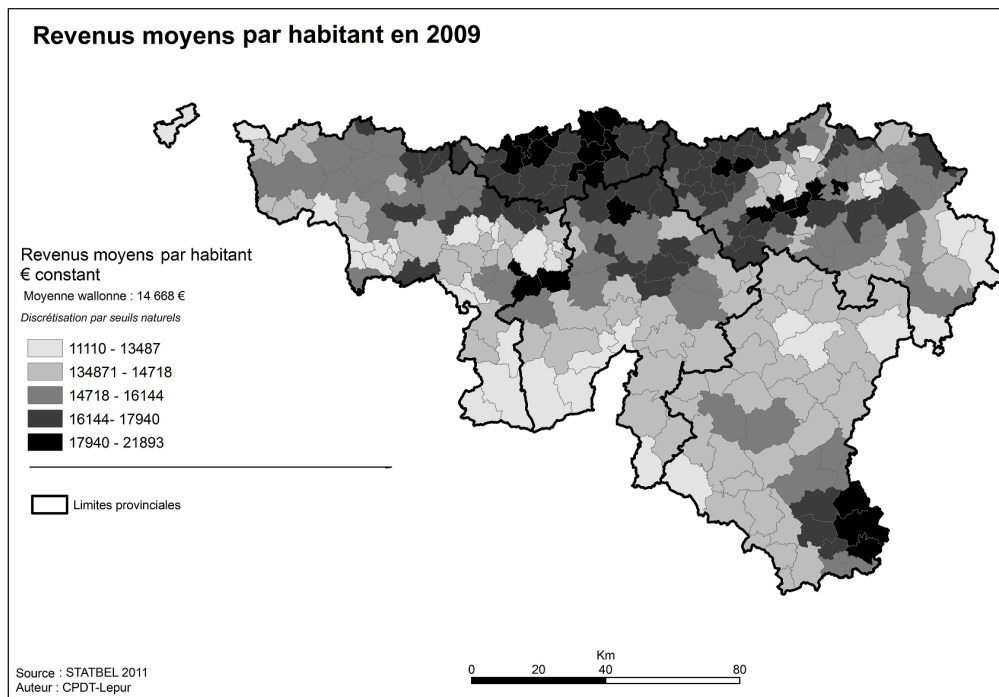 Revenus moyens par habitant en 2009
Revenus moyens par habitant
€ constant
Moyenne wallonne : 14 668 €
Discrétisation par seuils naturels
11110 - 13487
134871 - 14718
14718 - 16144
16144- 17940
17940 - 21893
Limites provinciales
Source : STATBEL 2011
Auteur : CPDT-Lepur
Km
0 20 40 60 80